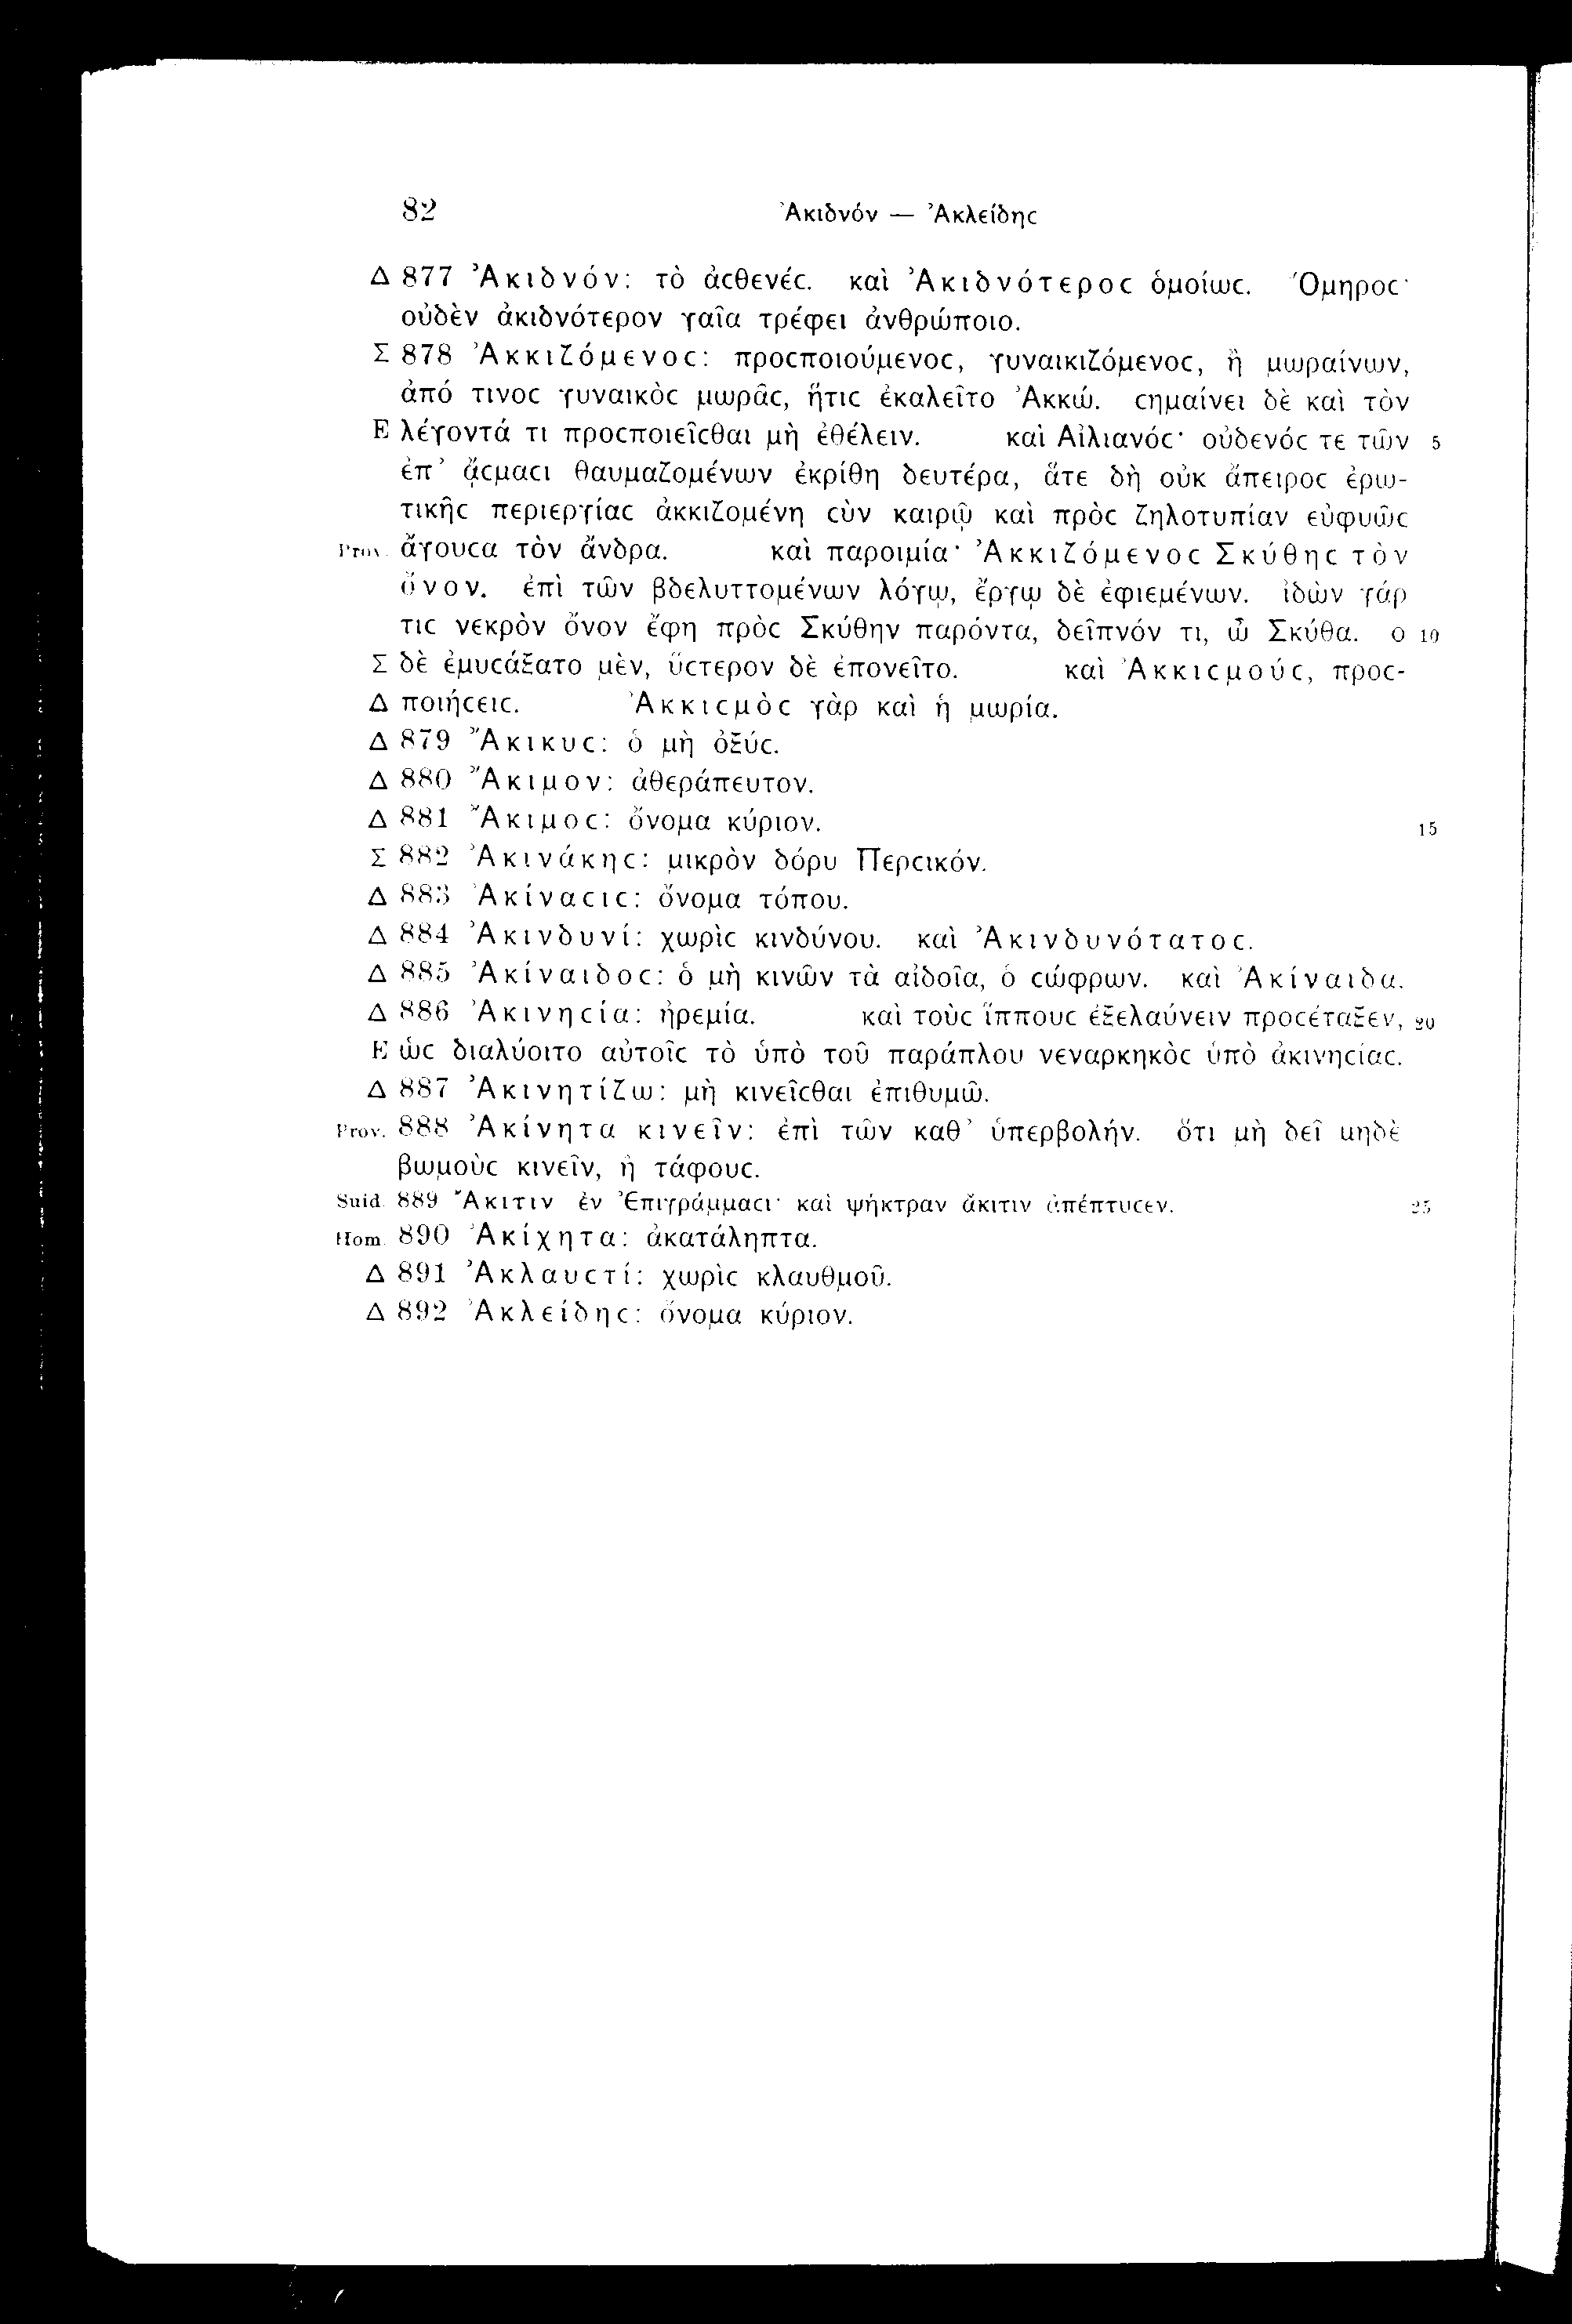 82 Ἀκιδνόν — Ἀκλείδηϲ
Δ 877 Ἀκιδνόν: τὸ ἀϲθενέϲ. καὶ Ἀκιδνότεροϲ ὁμοίωϲ. Ὅμηροϲ·
οὐδὲν ἀκιδνότερον γαῖα τρέφει ἀνθρώποιο.
Σ 878 Ἀκκιζόμενοϲ: προϲποιούμενοϲ, γυναικιζόμενοϲ, ἢ μωραίνων,
ἀπό τινοϲ γυναικὸϲ μωρᾶϲ, ἥτιϲ ἐκαλεῖτο Ἀκκώ. ϲημαίνει δὲ καὶ τὸν
E λέγοντά τι προϲποιεῖϲθαι μὴ ἐθέλειν. καὶ Αἰλιανόϲ· οὐδενόϲ τε τῶν 5
ἐπ’ ᾄϲμαϲι θαυμαζομένων ἐκρίθη δευτέρα, ἅτε δὴ οὐκ ἄπειροϲ ἐρω-
τικῆϲ περιεργίαϲ ἀκκιζομένη ϲὺν καιρῷ καὶ πρὸϲ ζηλοτυπίαν εὐφυῶϲ
Prov. ἄγουϲα τὸν ἄνδρα. καὶ παροιμία· Ἀκκιζόμενοϲ Σκύθηϲ τὸν
ὄνον. ἐπὶ τῶν βδελυττομένων λόγῳ, ἔργῳ δὲ ἐφιεμένων. ἰδὼν γάρ
τιϲ νεκρὸν ὄνον ἔφη πρὸϲ Σκύθην παρόντα, δεῖπνόν τι, ὦ Σκύθα. ο 10
Σ δὲ ἐμυϲάξατο μὲν, ὕϲτερον δὲ ἐπονεῖτο. καὶ Ἀκκιϲμούϲ, προϲ-
Δ ποιήϲειϲ. Ἀκκιϲμὸϲ γὰρ καὶ ἡ μωρία.
Δ 879 Ἄκικυϲ: ὁ μὴ ὀξύϲ.
Δ 880 Ἄκιμον: ἀθεράπευτον.
Δ 881 Ἄκιμοϲ: ὄνομα κύριον. 15
Σ 882 Ἀκινάκηϲ: μικρὸν δόρυ Περϲικόν.
Δ 883 Ἀκίναϲιϲ: ὄνομα τόπου.
Δ 884 Ἀκινδυνί: χωρὶϲ κινδύνου. καὶ Ἀκινδυνότατοϲ.
Δ 885 Ἀκίναιδοϲ: ὁ μὴ κινῶν τὰ αἰδοῖα, ὁ ϲώφρων. καὶ Ἀκίναιδα.
Δ 886 Ἀκινηϲία: ἠρεμία. καὶ τοὺϲ ἵππουϲ ἐξελαύνειν προϲέταξεν, 20
E ὡϲ διαλύοιτο αὐτοῖϲ τὸ ὑπὸ τοῦ παράπλου νεναρκηκὸϲ ὑπὸ ἀκινηϲίαϲ.
Δ 887 Ἀκινητίζω: μὴ κινεῖϲθαι ἐπιθυμῶ.
Prov. 888 Ἀκίνητα κινεῖν: ἐπὶ τῶν καθ’ ὑπερβολήν. ὅτι μὴ δεῖ μηδὲ
βωμοὺϲ κινεῖν, ἢ τάφουϲ.
Suid. 889 Ἄκιτιν ἐν Ἐπιγράμμαϲι· καὶ ψήκτραν ἄκιτιν ἀπέπτυϲεν. 25
Hom. 890 Ἀκίχητα: ἀκατάληπτα.
Δ 891 Ἀκλαυϲτί: χωρὶϲ κλαυθμοῦ.
Δ 892 Ἀκλείδηϲ: ὄνομα κύριον.